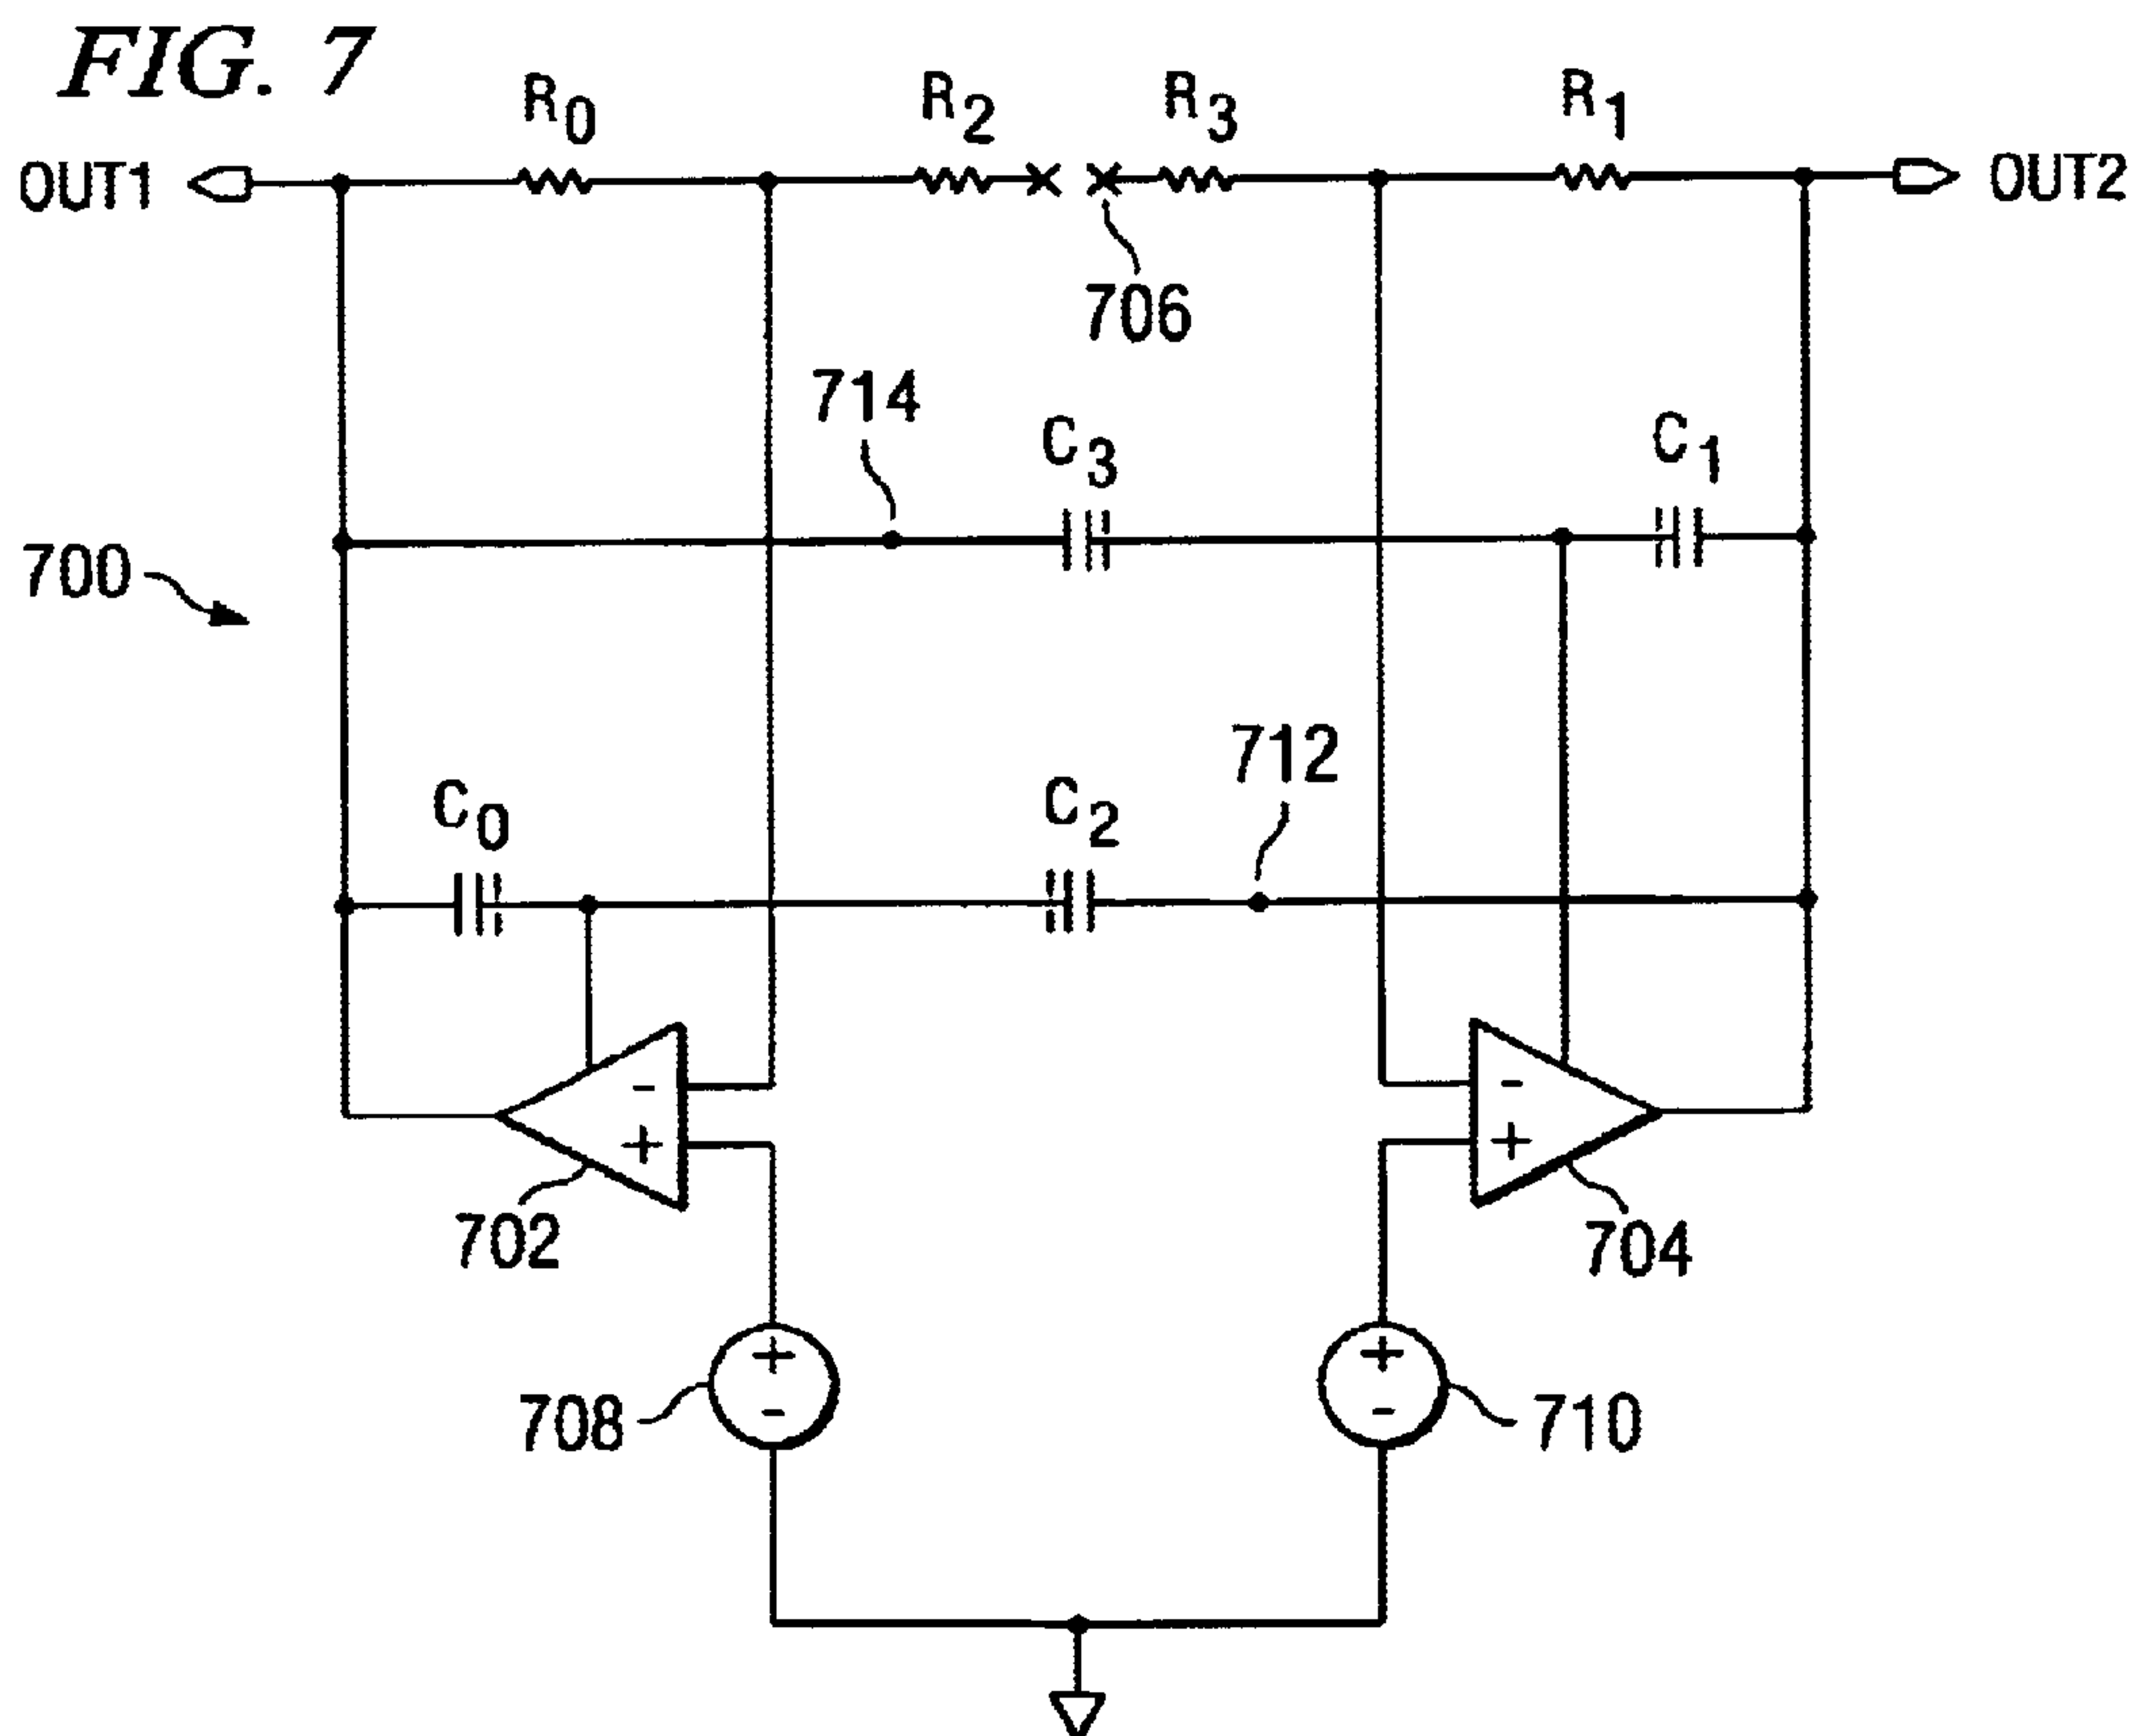 FIG. 7
R0 R2 R3 R1
OUT1 OUT2
706
714
C3 C1
700
712
C0 C2
- -
+ +
702 704
+ +
- -
708 710